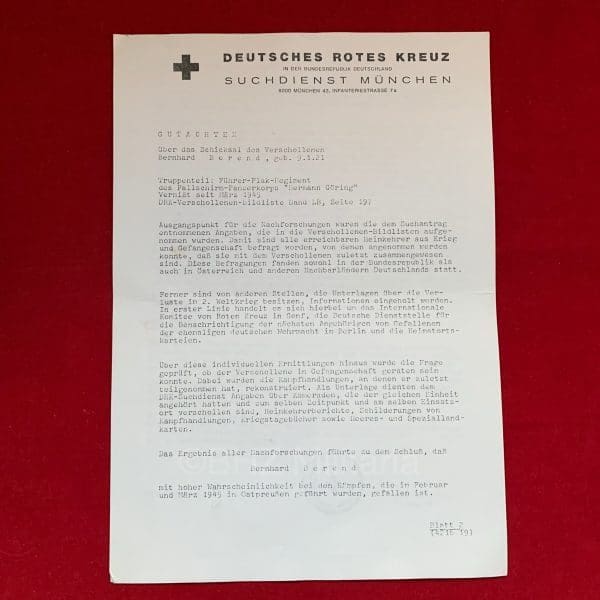 DEUTSCHES ROTES KREUZ
IN DER BUNDESREPUBLIK DEUTSCHLAND
SUCHDIENST MÜNCHEN
8000 MÜNCHEN 43, INFANTERIESTRASSE 7a
GUTACHTEN
über das Schicksal des Verschollenen
Bernhard Berend, geb. 9.1.21
Truppenteil: Führer-Flak-Regiment
des Fallschirm-Panzerkorps "Hermann Göring"
Vermißt seit März 1945
DRK-Verschollenen-Bildliste Band LB, Seite 197
Ausgangspunkt für die Nachforschungen waren die dem Suchantrag
entnommenen Angaben, die in die Verschollenen-Bildlisten aufge-
nommen wurden. Damit sind alle erreichbaren Heimkehrer aus Krieg
und Gefangenschaft befragt worden, von denen angenommen werden
konnte, daß sie mit dem Verschollenen zuletzt zusammengewesen
sind. Diese Befragungen fanden sowohl in der Bundesrepublik als
auch in Österreich und anderen Nachbarländern Deutschlands statt.
Ferner sind von anderen Stellen, die Unterlagen über die Ver-
luste im 2. Weltkrieg besitzen, Informationen eingeholt worden.
In erster Linie handelt es sich hierbei um das Internationale
Komitee vom Roten Kreuz in Genf, die Deutsche Dienststelle für
die Benachrichtigung der nächsten Angehörigen von Gefallenen
der ehemaligen deutschen Wehrmacht in Berlin und die Heimatorts-
karteien.
Über diese individuellen Ermittlungen hinaus wurde die Frage
geprüft, ob der Verschollene in Gefangenschaft geraten sein
konnte. Dabei wurden die Kampfhandlungen, an denen er zuletzt
teilgenommen hat, rekonstruiert. Als Unterlage dienten dem
DRK-Suchdienst Angaben über Kameraden, die der gleichen Einheit
angehört hatten und zum selben Zeitpunkt und am selben Einsatz-
ort verschollen sind, Heimkehrerberichte, Schilderungen von
Kampfhandlungen, Kriegstagebücher sowie Heeres- und Spezialland-
karten.
Das Ergebnis aller Nachforschungen führte zu dem Schluß, daß
Bernhard Berend
mit hoher Wahrscheinlichkeit bei den Kämpfen, die in Februar
und März 1945 in Ostpreußen geführt wurden, gefallen ist.
Blatt 2